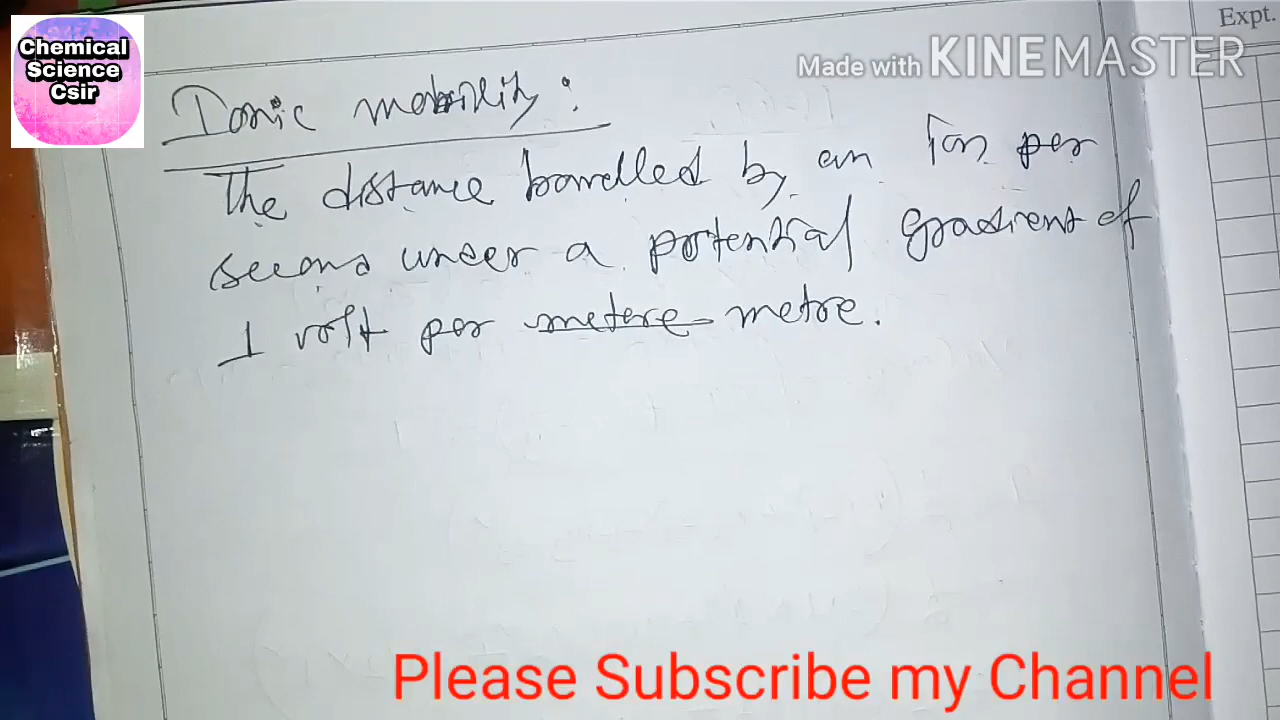 Chemical
Science
Csir
Made with KINEMASTER
Expt.
Ionic mobility :
The distance travelled by an Ion per
second under a potential gradient of
1 volt per metere metre.
Please Subscribe my Channel